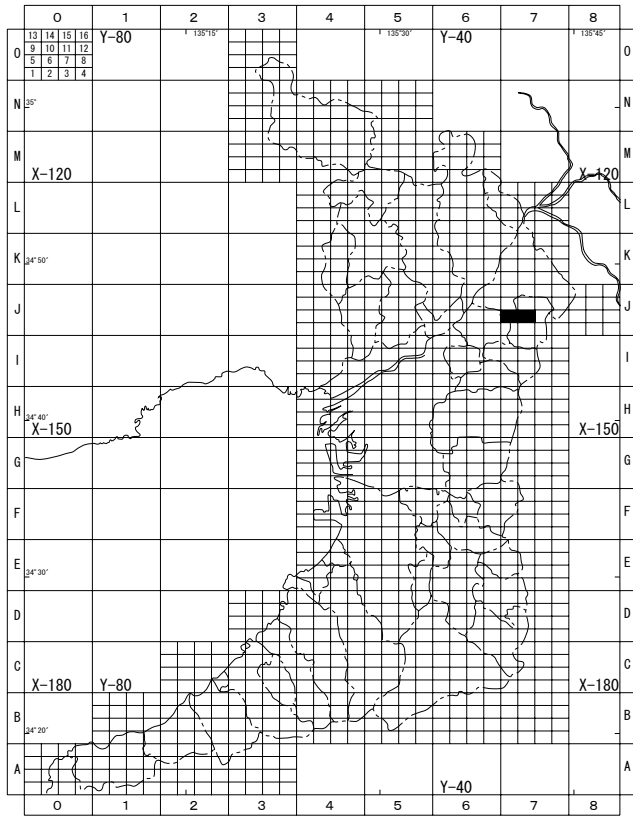 0 1 2 3 4 5 6 7 8
13 14 15 16 Y-80 135°15' 135°30' Y-40 135°45'
O 9 10 11 12 O
5 6 7 8
1 2 3 4
N 35° N
M M
X-120 X-120
L L
K 34°50' K
J J
I I
H 34°40' H
X-150 X-150
G G
F F
E 34°30' E
D D
C C
X-180 Y-80 X-180
B 34°20' B
A A
Y-40
0 1 2 3 4 5 6 7 8